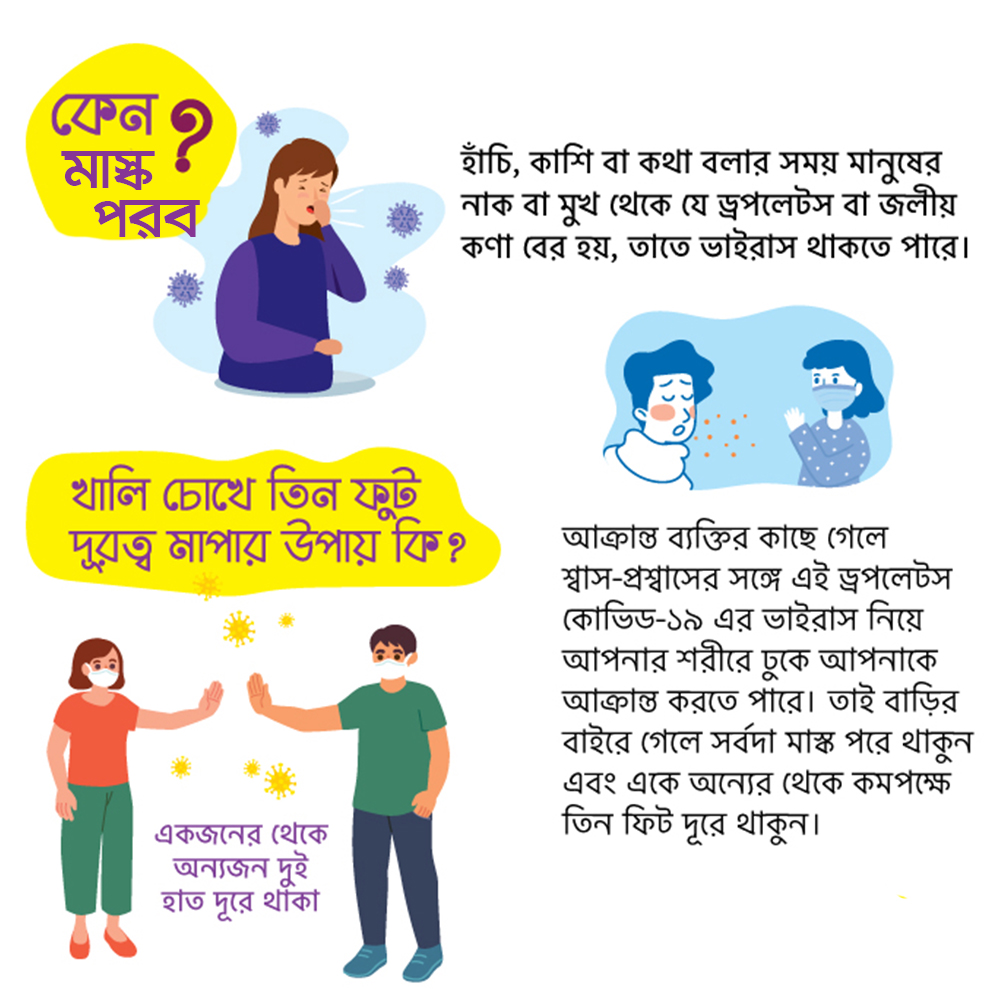 কেন ?
মাস্ক
পরব
হাঁচি, কাশি বা কথা বলার সময় মানুষের
নাক বা মুখ থেকে যে ড্রপলেটস বা জলীয়
কণা বের হয়, তাতে ভাইরাস থাকতে পারে।
খালি চোখে তিন ফুট
দূরত্ব মাপার উপায় কি?
একজনের থেকে
অন্যজন দুই
হাত দূরে থাকা
আক্রান্ত ব্যক্তির কাছে গেলে
শ্বাস-প্রশ্বাসের সঙ্গে এই ড্রপলেটস
কোভিড-১৯ এর ভাইরাস নিয়ে
আপনার শরীরে ঢুকে আপনাকে
আক্রান্ত করতে পারে। তাই বাড়ির
বাইরে গেলে সর্বদা মাস্ক পরে থাকুন
এবং একে অন্যের থেকে কমপক্ষে
তিন ফিট দূরে থাকুন।